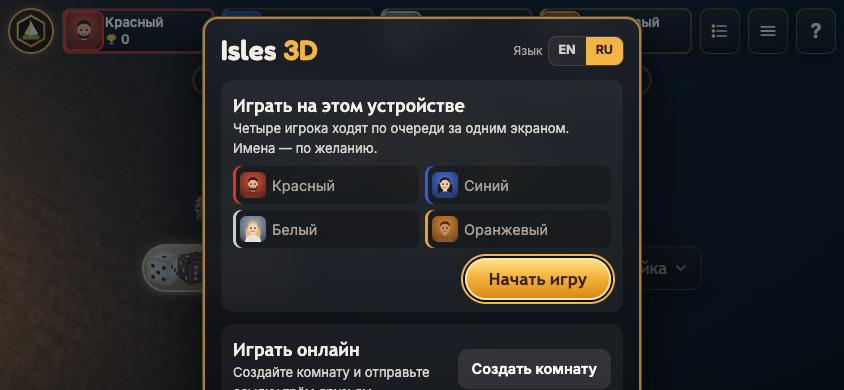 Красный
0
Isles 3D
Язык EN RU
Играть на этом устройстве
Четыре игрока ходят по очереди за одним экраном.
Имена — по желанию.
Красный
Синий
Белый
Оранжевый
Начать игру
Играть онлайн
Создайте комнату и отправьте
Создать комнату
?